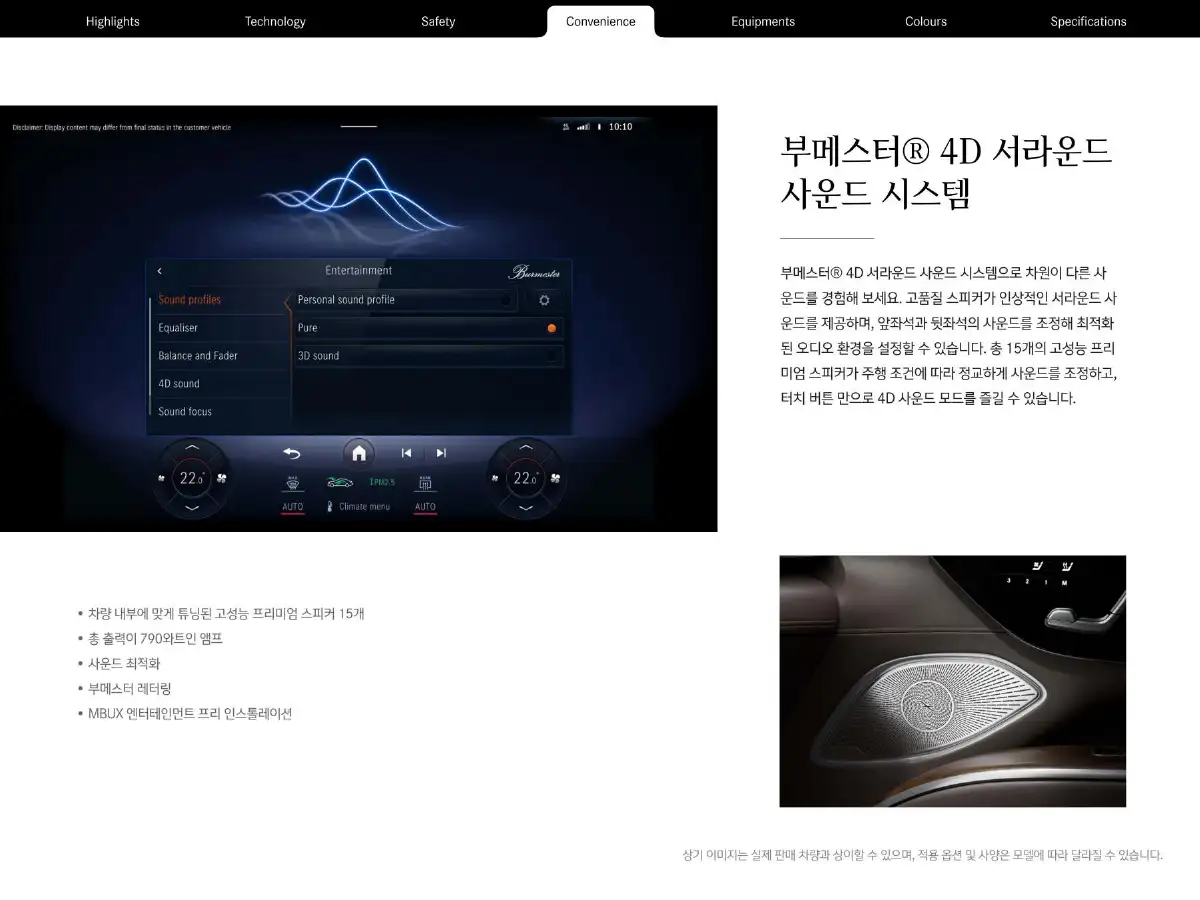 Highlights
Technology
Safety
Convenience
Equipments
Colours
Specifications
Disclaimer: Display content may differ from final status in the customer vehicle
10:10
Entertainment
Burmester
Sound profiles
Equaliser
Balance and Fader
4D sound
Sound focus
Personal sound profile
Pure
3D sound
22.0°
PM2.5
22.0°
AUTO
Climate menu
AUTO
부메스터® 4D 서라운드
사운드 시스템
부메스터® 4D 서라운드 사운드 시스템으로 차원이 다른 사
운드를 경험해 보세요. 고품질 스피커가 인상적인 서라운드 사
운드를 제공하며, 앞좌석과 뒷좌석의 사운드를 조정해 최적화
된 오디오 환경을 설정할 수 있습니다. 총 15개의 고성능 프리
미엄 스피커가 주행 조건에 따라 정교하게 사운드를 조정하고,
터치 버튼 만으로 4D 사운드 모드를 즐길 수 있습니다.
• 차량 내부에 맞게 튜닝된 고성능 프리미엄 스피커 15개
• 총 출력이 790와트인 앰프
• 사운드 최적화
• 부메스터 레터링
• MBUX 엔터테인먼트 프리 인스톨레이션
3 2 1 M
상기 이미지는 실제 판매 차량과 상이할 수 있으며, 적용 옵션 및 사양은 모델에 따라 달라질 수 있습니다.